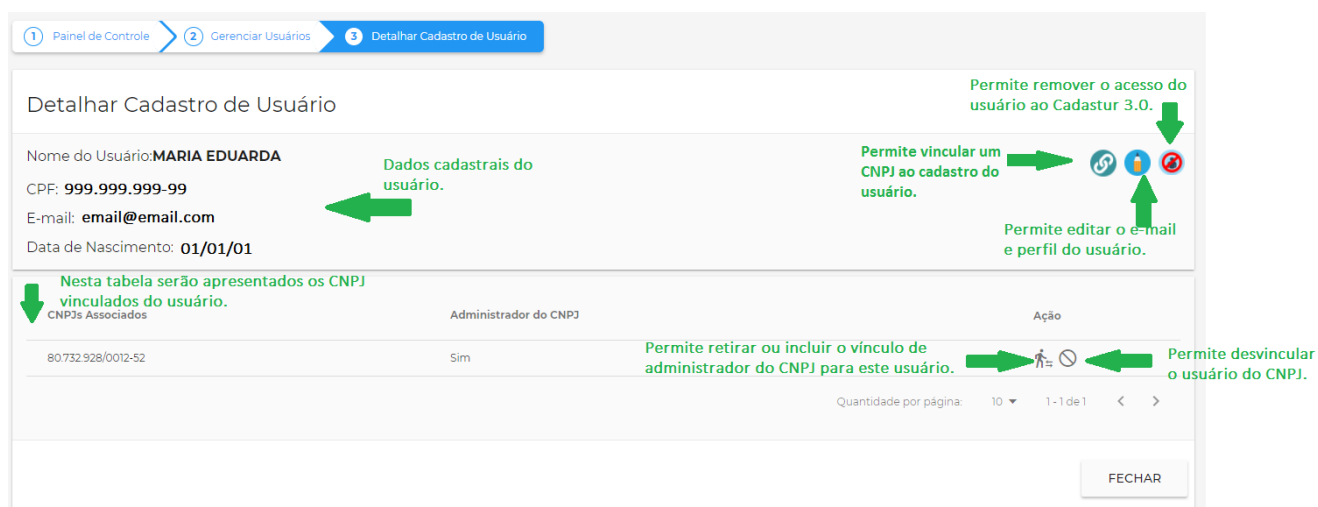 1 Painel de Controle 2 Gerenciar Usuários 3 Detalhar Cadastro de Usuário
Permite remover o acesso do
usuário ao Cadastur 3.0.
Detalhar Cadastro de Usuário
Nome do Usuário:MARIA EDUARDA
CPF: 999.999.999-99
E-mail: email@email.com
Data de Nascimento: 01/01/01
Dados cadastrais do
usuário.
Permite vincular um
CNPJ ao cadastro do
usuário.
Permite editar o e-mail
e perfil do usuário.
Nesta tabela serão apresentados os CNPJ
vinculados do usuário.
CNPJs Associados Administrador do CNPJ Ação
80.732.928/0012-52 Sim
Permite retirar ou incluir o vínculo de
administrador do CNPJ para este usuário.
Permite desvincular
o usuário do CNPJ.
Quantidade por página: 10 1 - 1 de 1
FECHAR